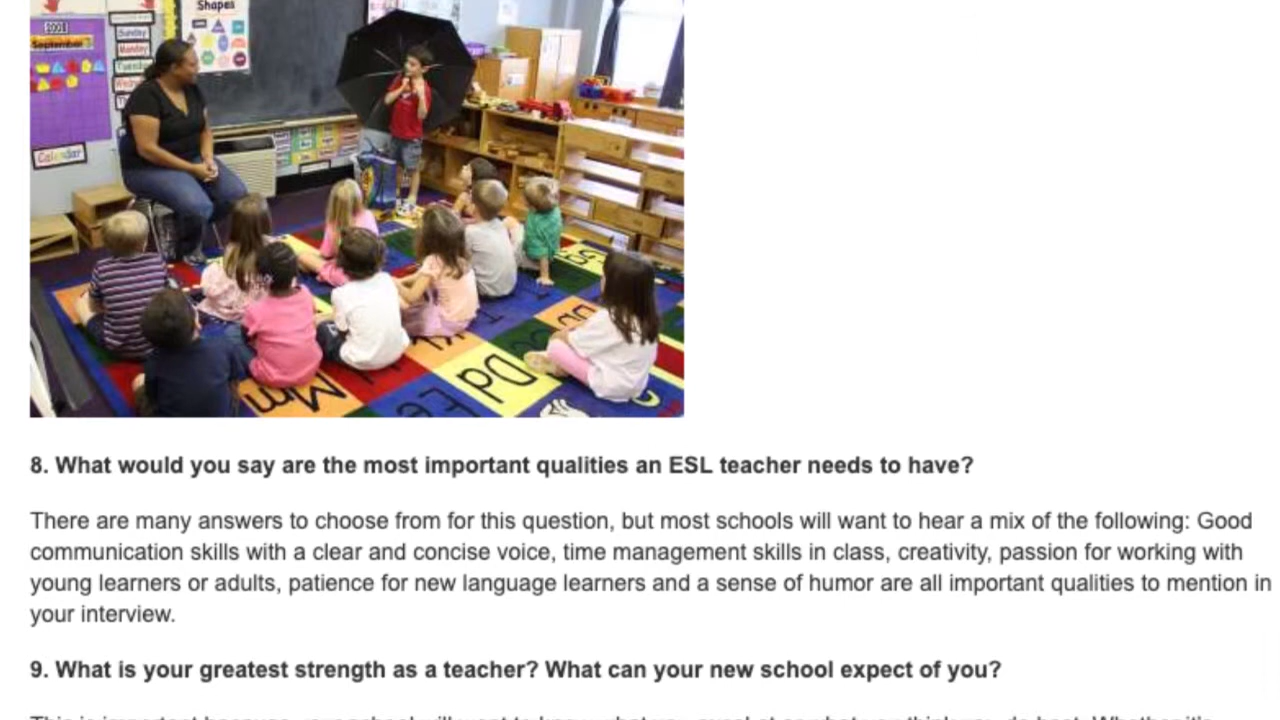 Shapes
2008
September
Sunday
Monday
Calendar
Mm
Ee
Dd
8. What would you say are the most important qualities an ESL teacher needs to have?
There are many answers to choose from for this question, but most schools will want to hear a mix of the following: Good
communication skills with a clear and concise voice, time management skills in class, creativity, passion for working with
young learners or adults, patience for new language learners and a sense of humor are all important qualities to mention in
your interview.
9. What is your greatest strength as a teacher? What can your new school expect of you?